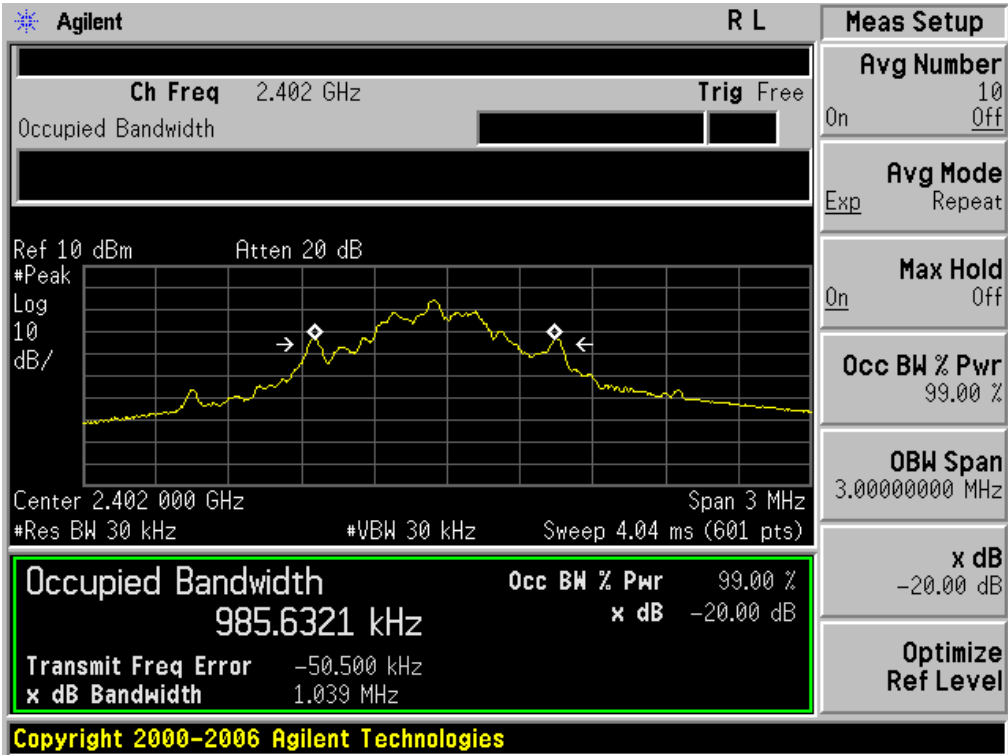 Agilent R L Meas Setup
Ch Freq 2.402 GHz Trig Free
Occupied Bandwidth
Ref 10 dBm Atten 20 dB
#Peak
Log
10
dB/
Center 2.402 000 GHz Span 3 MHz
#Res BW 30 kHz #VBW 30 kHz Sweep 4.04 ms (601 pts)
Occupied Bandwidth Occ BW % Pwr 99.00 %
985.6321 kHz x dB -20.00 dB
Transmit Freq Error -50.500 kHz
x dB Bandwidth 1.039 MHz
Avg Number
10
On Off
Avg Mode
Exp Repeat
Max Hold
On Off
Occ BW % Pwr
99.00 %
OBW Span
3.00000000 MHz
x dB
-20.00 dB
Optimize
Ref Level
Copyright 2000-2006 Agilent Technologies